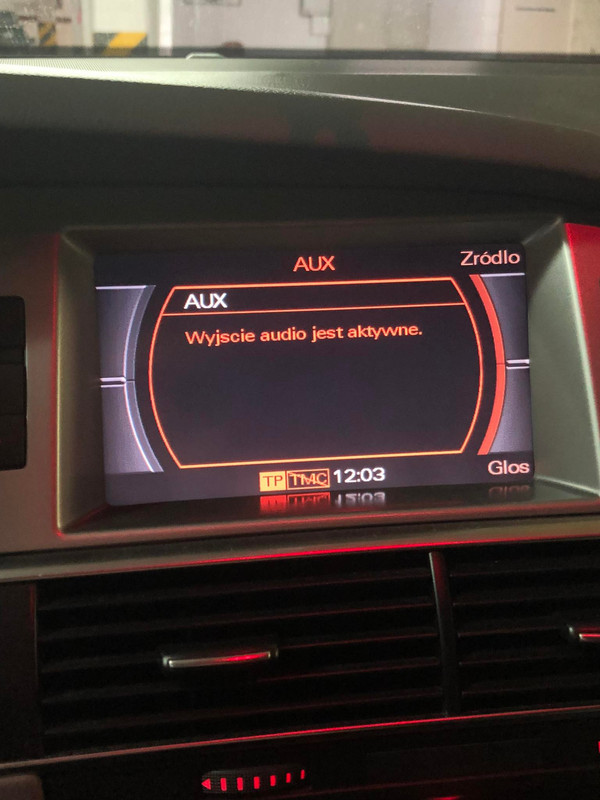 AUX
Zródlo
AUX
Wyjscie audio jest aktywne.
TP TMC 12:03
Glos